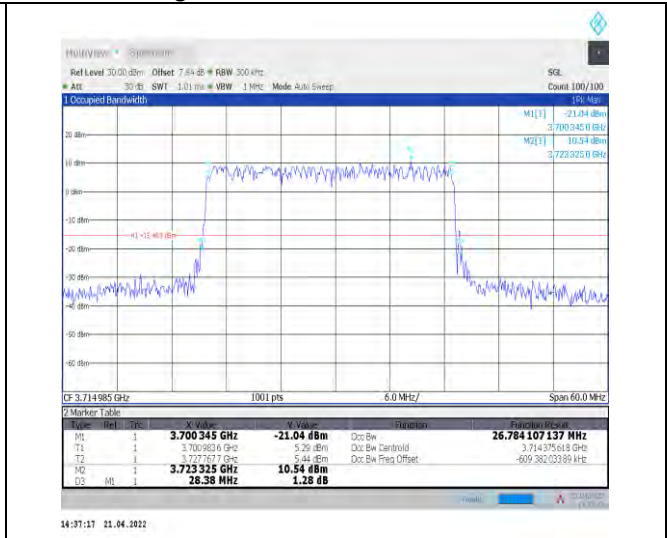 MultiView Spectrum
Ref Level 30.00 dBm Offset 7.64 dB RBW 300 kHz SGL
Att 30 dB SWT 1.01 ms VBW 1 MHz Mode Auto Sweep Count 100/100
1 Occupied Bandwidth 1Pk Max
M1[1] -21.04 dBm
3.700345 0 GHz
20 dBm
M2[1] 10.54 dBm
3.723325 0 GHz
10 dBm
0 dBm
-10 dBm
-20 dBm
-30 dBm
-40 dBm
-50 dBm
-60 dBm
CF 3.714985 GHz 1001 pts 6.0 MHz/ Span 60.0 MHz
2 Marker Table
Type Ref Trc X-Value Y-Value Function Function Result
M1 1 3.700345 GHz -21.04 dBm Occ Bw 26.784 107 137 MHz
T1 1 3.7009836 GHz 5.29 dBm Occ Bw Centroid 3.714375618 GHz
T2 1 3.7277677 GHz 5.44 dBm Occ Bw Freq Offset -609.382 033 89 kHz
M2 1 3.723325 GHz 10.54 dBm
D3 M1 1 28.38 MHz 1.28 dB
14:37:17 21.04.2022